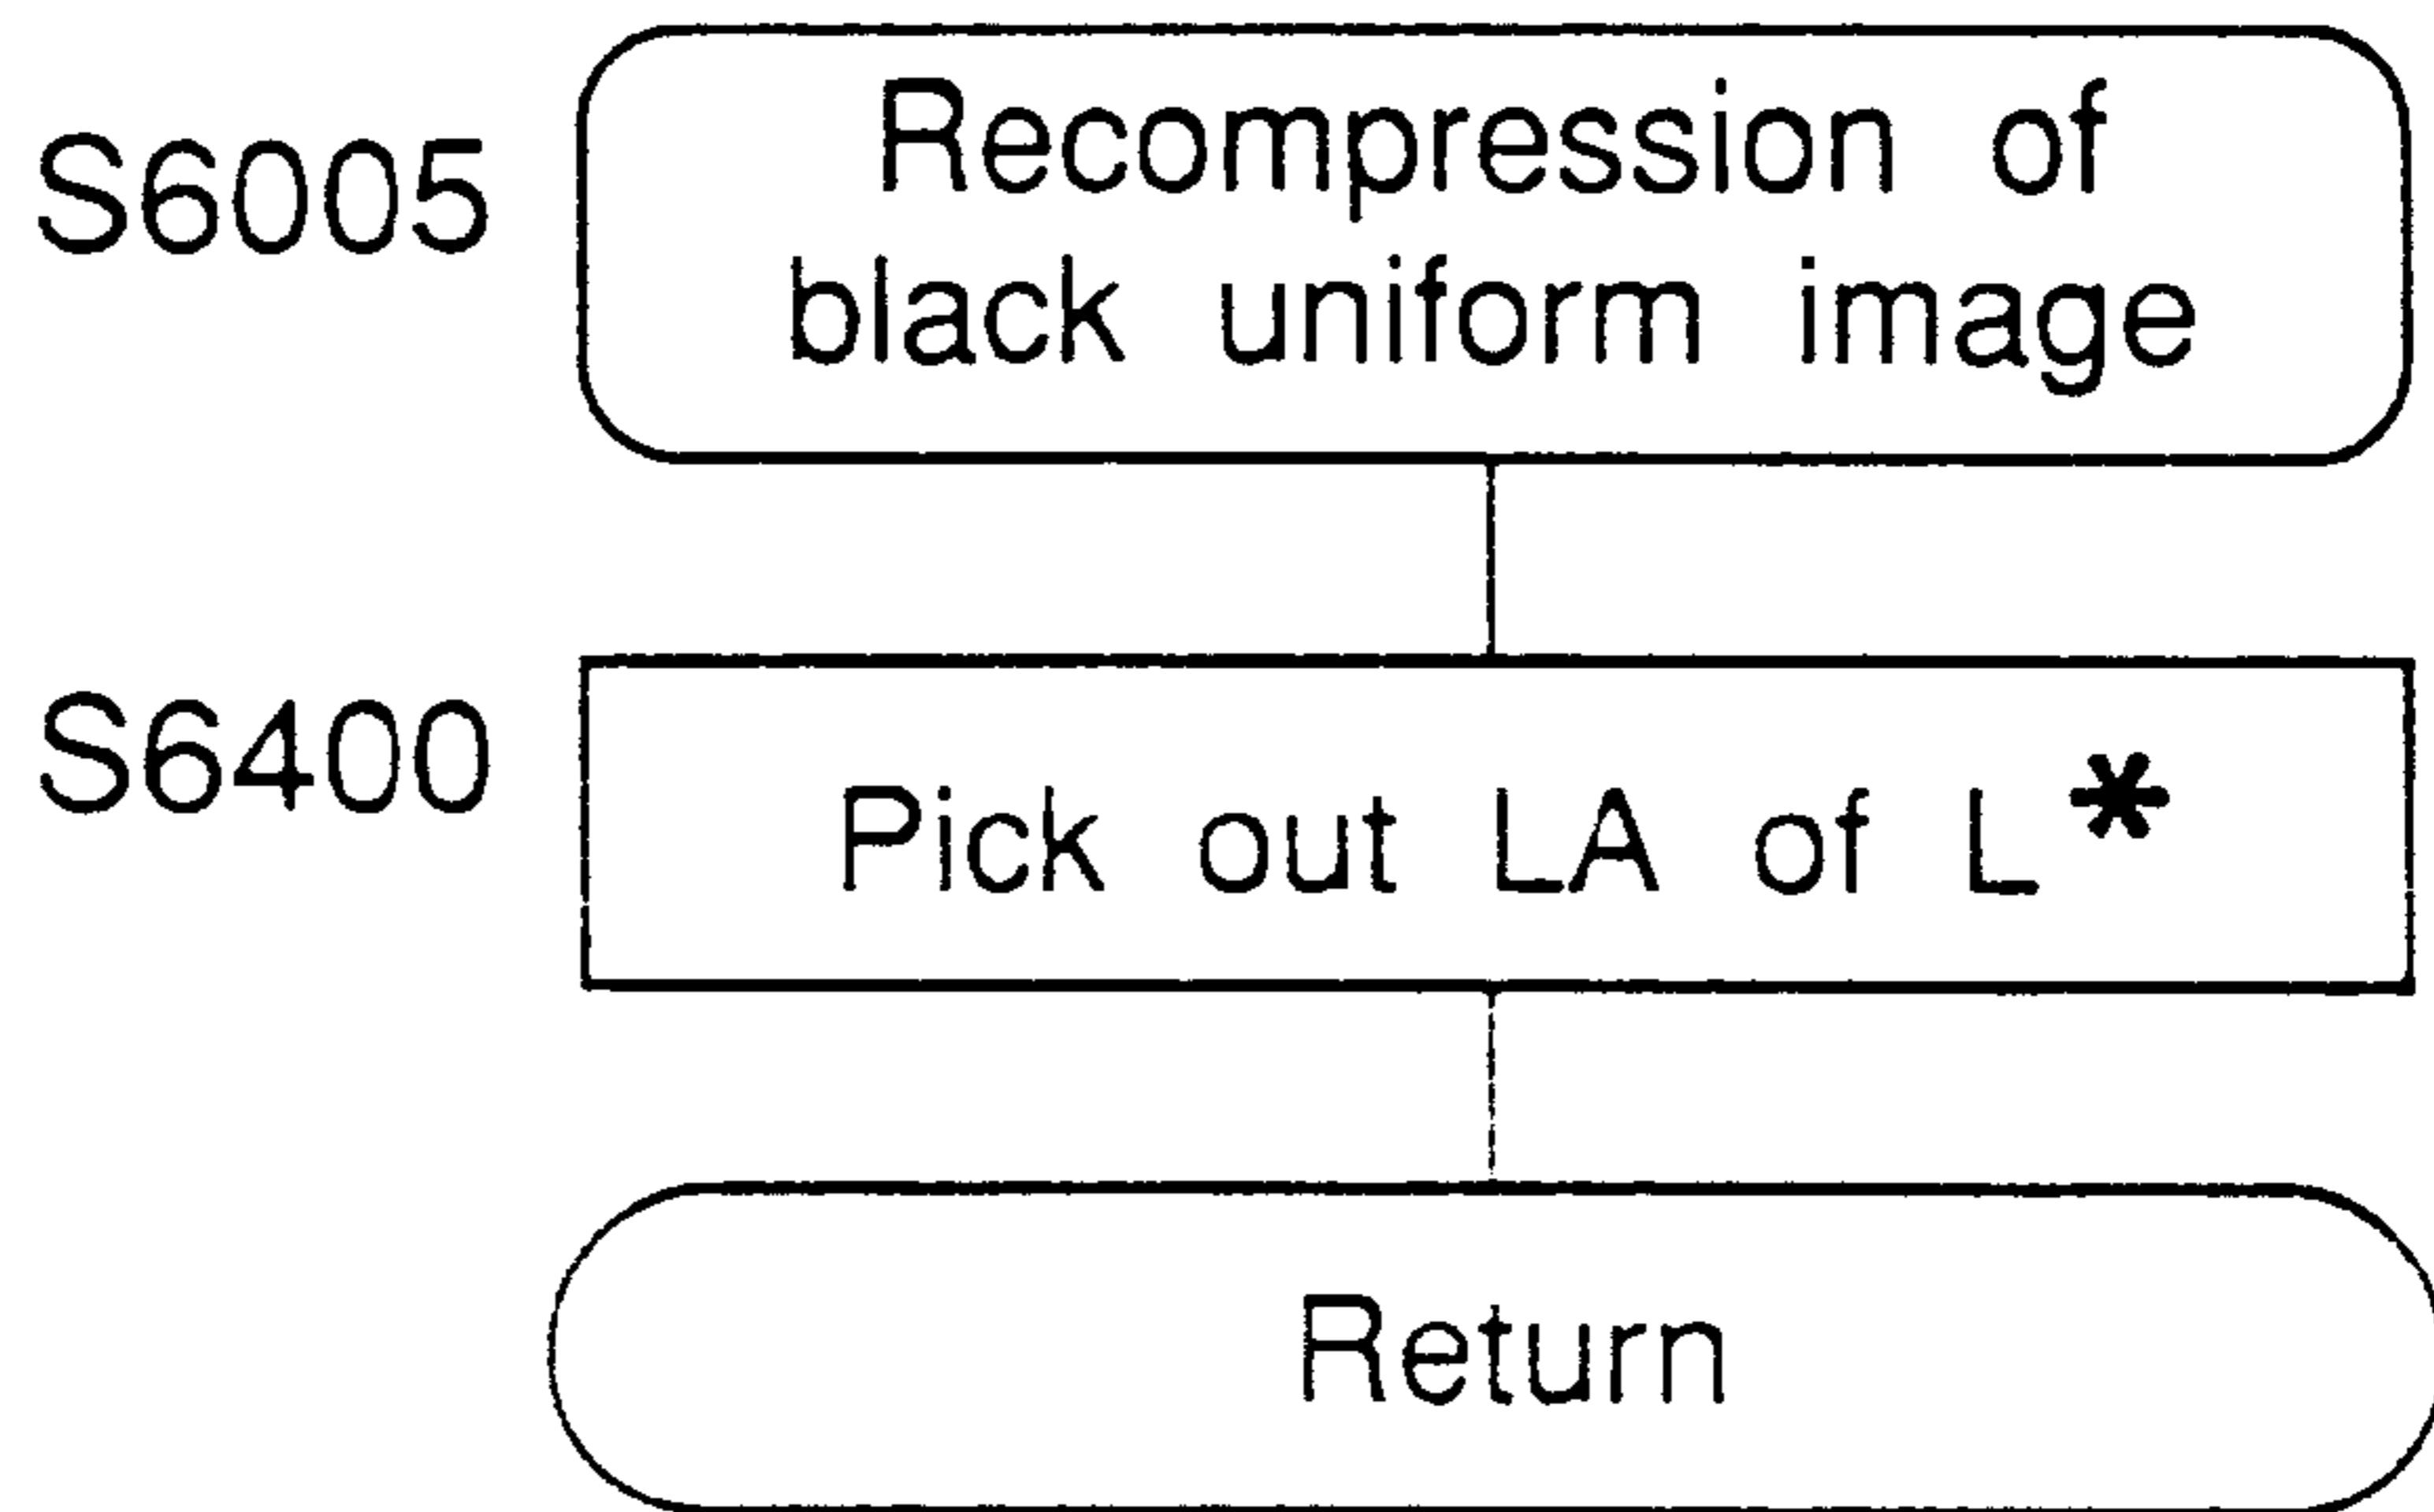 S6005
Recompression of
black uniform image
S6400
Pick out LA of L*
Return